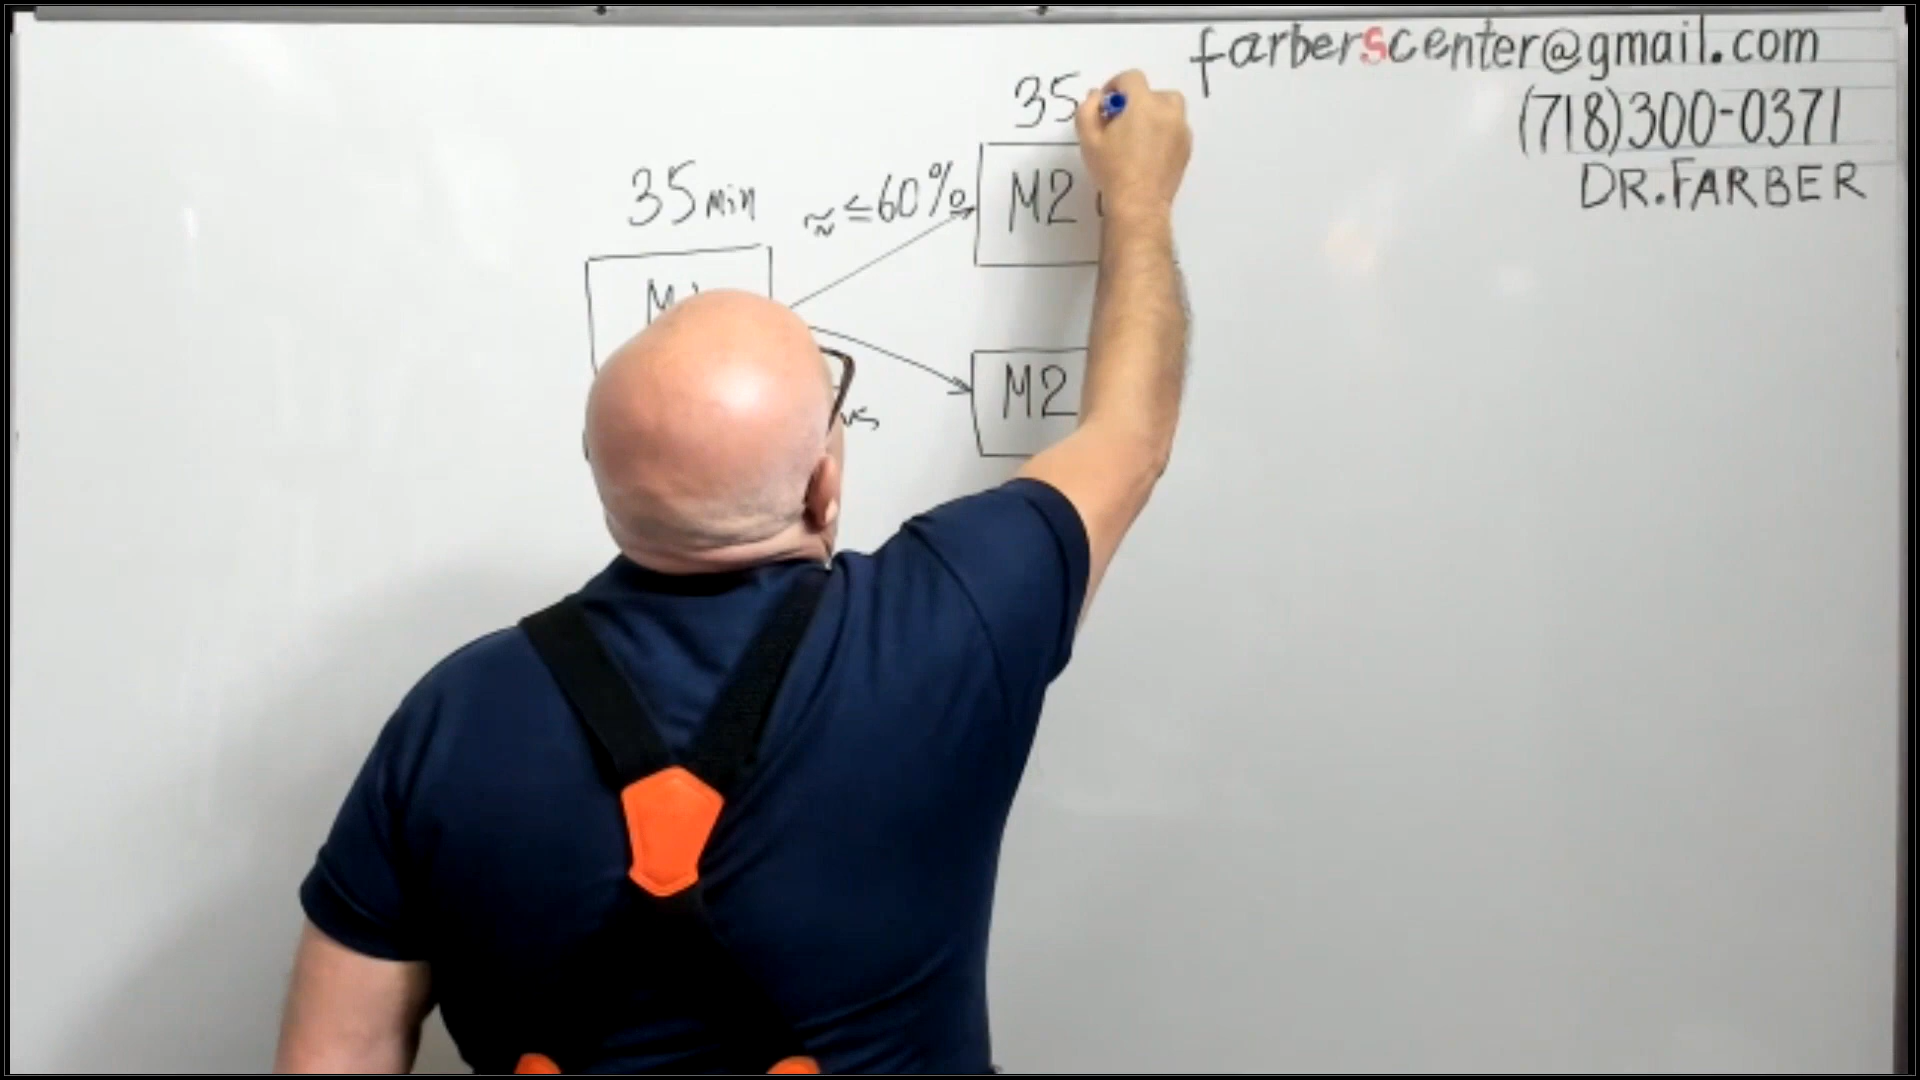 farberscenter@gmail.com
(718)300-0371
DR.FARBER
35
35 min
≈ ≤60%
M2
M2